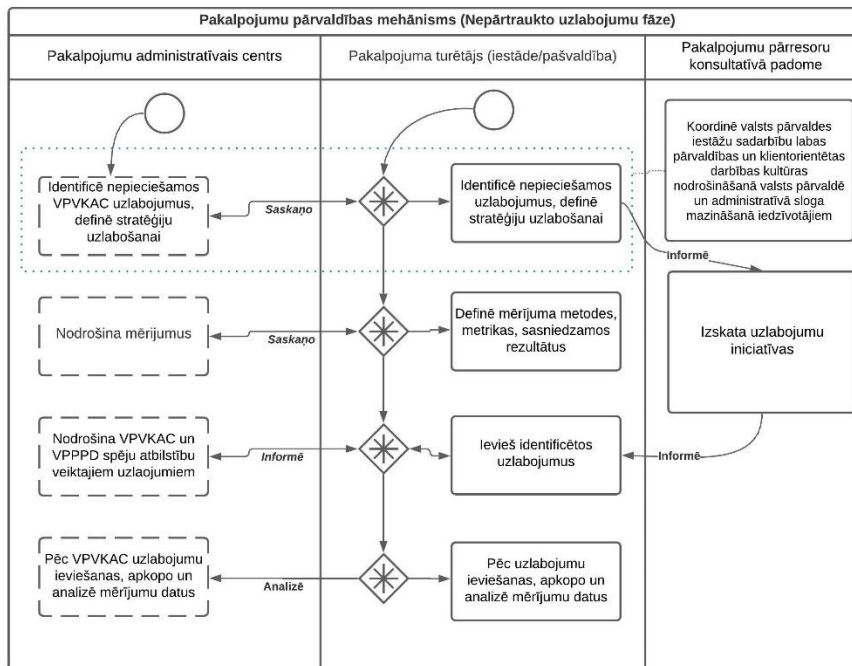 Pakalpojumu pārvaldības mehānisms (Nepārtraukto uzlabojumu fāze)
Pakalpojumu administratīvais centrs
Pakalpojuma turētājs (iestāde/pašvaldība)
Pakalpojumu pārresoru
konsultatīvā padome
Identificē nepieciešamos
VPVKAC uzlabojumus,
definē stratēģiju
uzlabošanai
Saskaņo
Identificē nepieciešamos
uzlabojumus, definē
stratēģiju uzlabošanai
Koordinē valsts pārvaldes
iestāžu sadarbību labas
pārvaldības un klientorientētas
darbības kultūras
nodrošināšanā valsts pārvaldē
un administratīvā sloga
mazināšanā iedzīvotājiem
Informē
Nodrošina mērijumus
Saskaņo
Definē mērījuma metodes,
metrikas, sasniedzamos
rezultātus
Izskata uzlabojumu
iniciatīvas
Nodrošina VPVKAC un
VPPPD spēju atbilstību
veiktajiem uzlaojumiem
Informē
Ievieš identificētos
uzlabojumus
Informē
Pēc VPVKAC uzlabojumu
ieviešanas, apkopo un
analizē mērījumu datus
Analizē
Pēc uzlabojumu
ieviešanas, apkopo un
analizē mērījumu datus